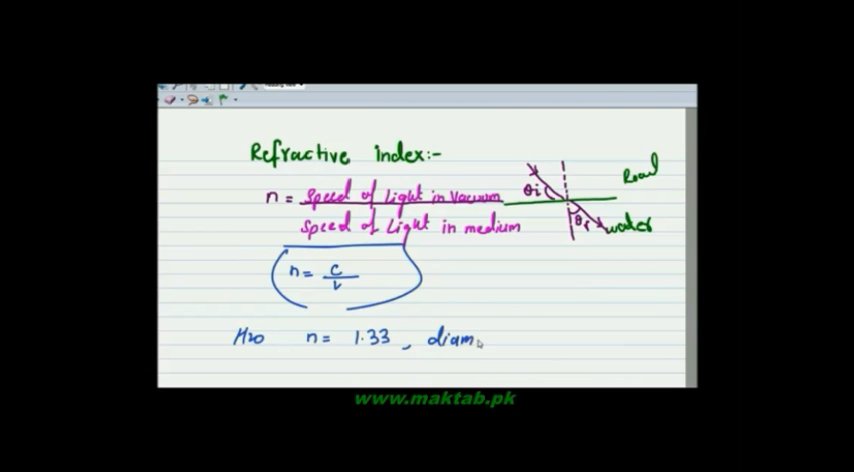 Refractive index:-
n = Speed of Light in Vacuum
Speed of Light in medium
θi
θr
water
n = c
v
H2O n = 1.33 , diam
www.maktab.pk